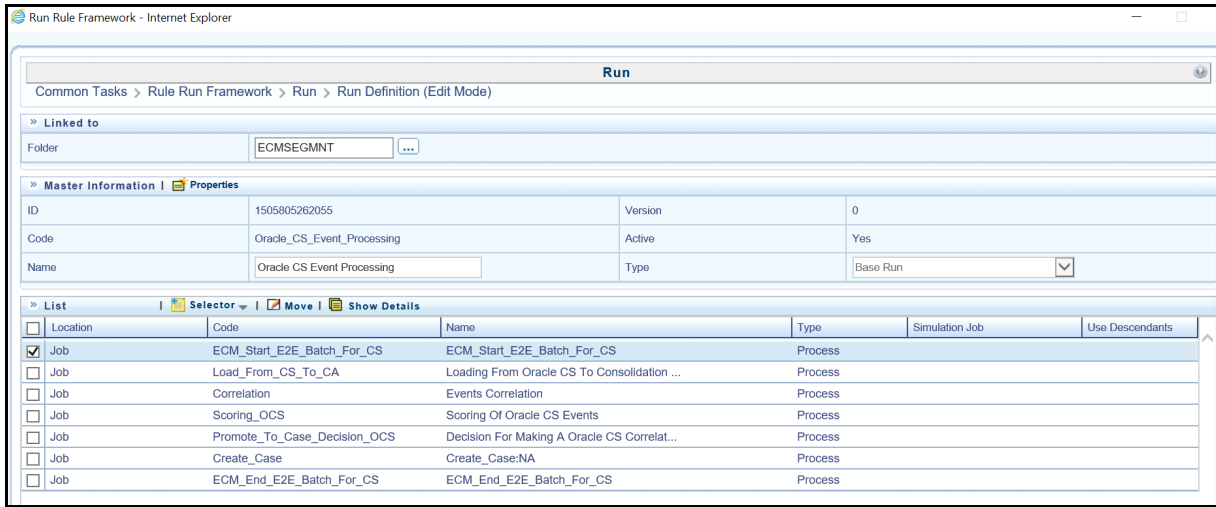 Run Rule Framework - Internet Explorer
Run
Common Tasks > Rule Run Framework > Run > Run Definition (Edit Mode)
» Linked to
Folder ECMSEGMNT ...
» Master Information | Properties
ID 1505805262055 Version 0
Code Oracle_CS_Event_Processing Active Yes
Name Oracle CS Event Processing Type Base Run
» List | Selector | Move | Show Details
Location Code Name Type Simulation Job Use Descendants
Job ECM_Start_E2E_Batch_For_CS ECM_Start_E2E_Batch_For_CS Process
Job Load_From_CS_To_CA Loading From Oracle CS To Consolidation ... Process
Job Correlation Events Correlation Process
Job Scoring_OCS Scoring Of Oracle CS Events Process
Job Promote_To_Case_Decision_OCS Decision For Making A Oracle CS Correlat... Process
Job Create_Case Create_Case:NA Process
Job ECM_End_E2E_Batch_For_CS ECM_End_E2E_Batch_For_CS Process